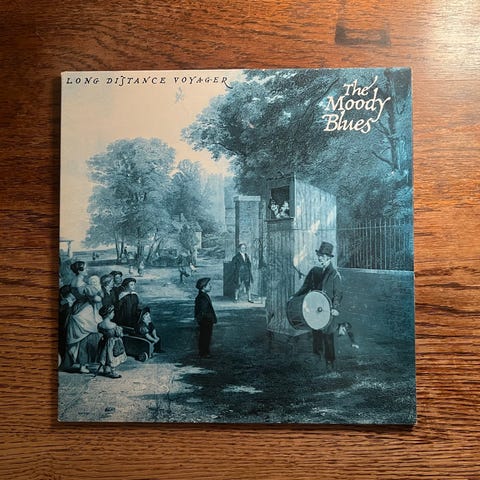 LONG DISTANCE VOYAGER
The
Moody
Blues